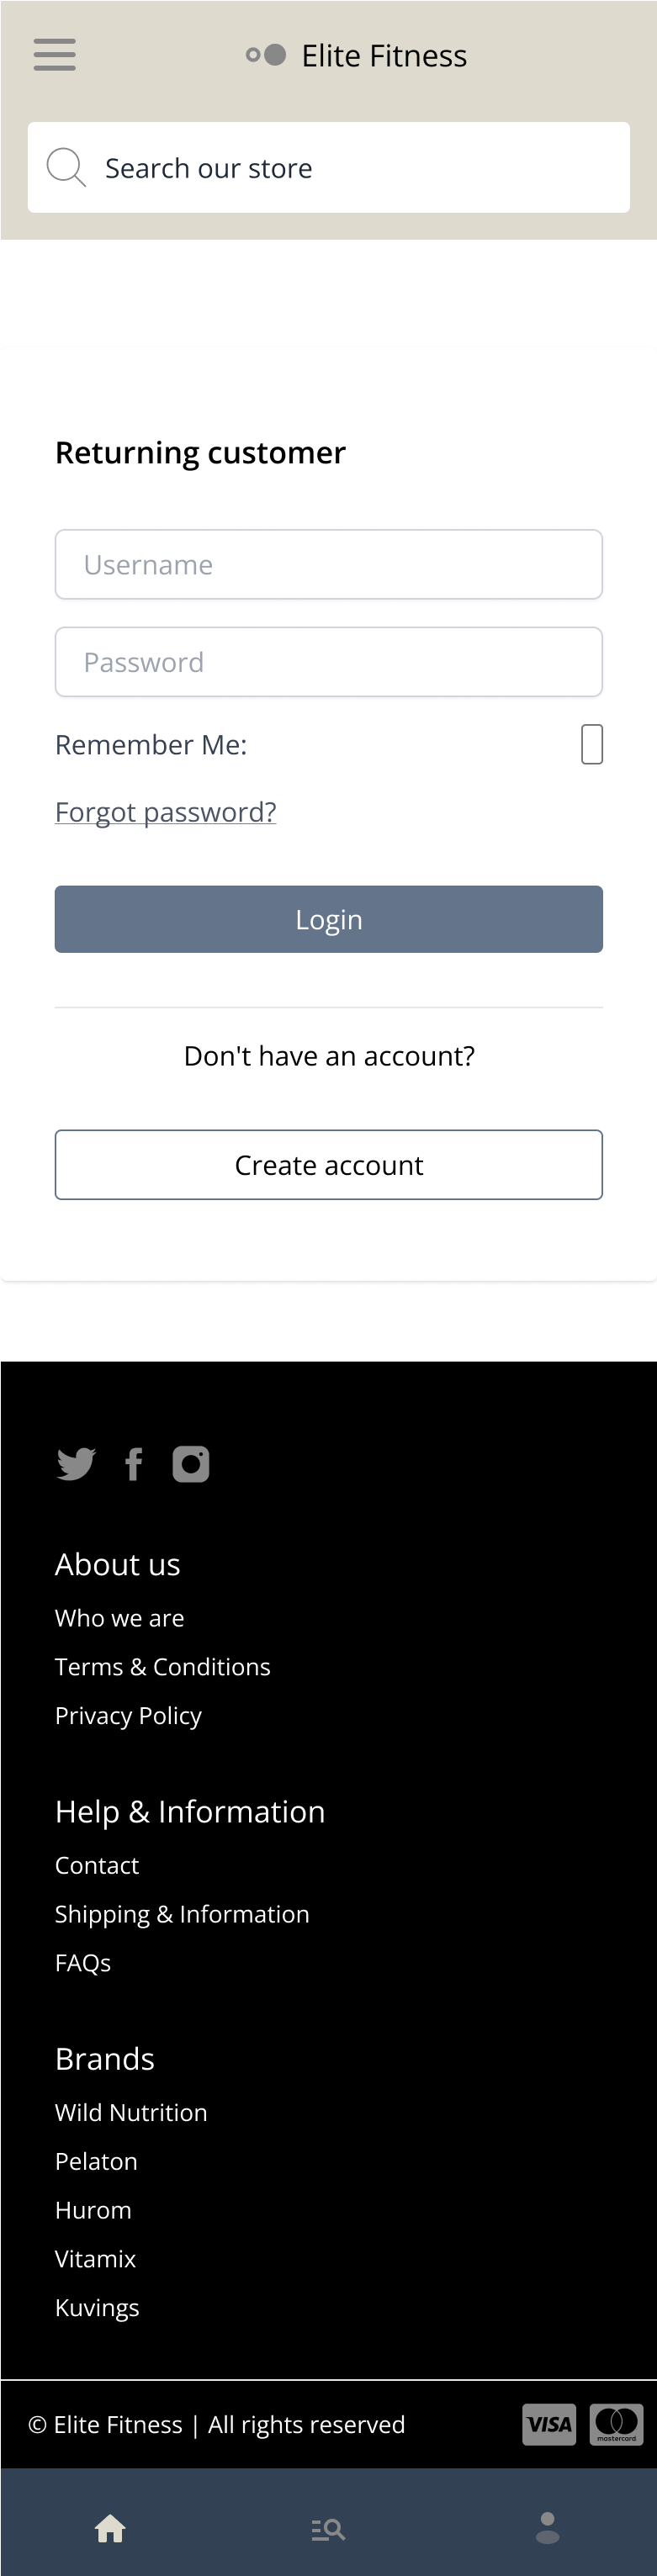 Elite Fitness
Search our store
Returning customer
Username
Password
Remember Me:
Forgot password?
Login
Don't have an account?
Create account
About us
Who we are
Terms & Conditions
Privacy Policy
Help & Information
Contact
Shipping & Information
FAQs
Brands
Wild Nutrition
Pelaton
Hurom
Vitamix
Kuvings
© Elite Fitness | All rights reserved
VISA
mastercard